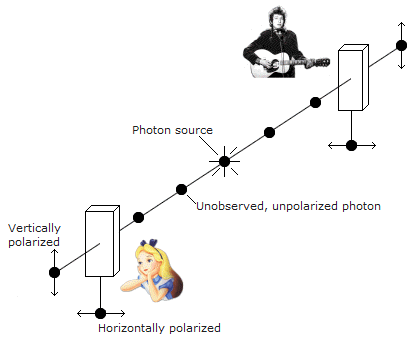 Photon source
Unobserved, unpolarized photon
Vertically
polarized
Horizontally polarized